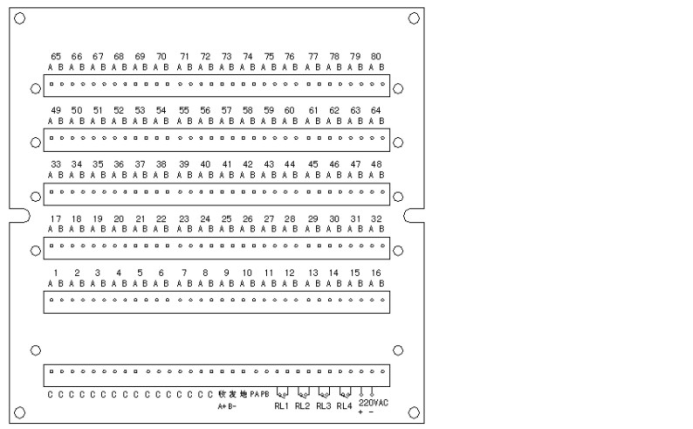 65 66 67 68 69 70 71 72 73 74 75 76 77 78 79 80
A B A B A B A B A B A B A B A B A B A B A B A B A B A B A B A B
49 50 51 52 53 54 55 56 57 58 59 60 61 62 63 64
A B A B A B A B A B A B A B A B A B A B A B A B A B A B A B A B
33 34 35 36 37 38 39 40 41 42 43 44 45 46 47 48
A B A B A B A B A B A B A B A B A B A B A B A B A B A B A B A B
17 18 19 20 21 22 23 24 25 26 27 28 29 30 31 32
A B A B A B A B A B A B A B A B A B A B A B A B A B A B A B A B
1 2 3 4 5 6 7 8 9 10 11 12 13 14 15 16
A B A B A B A B A B A B A B A B A B A B A B A B A B A B A B A B
C C C C C C C C C C C C C C C C 收 发 地 PA PB
A+ B- RL1 RL2 RL3 RL4 220VAC
+ -